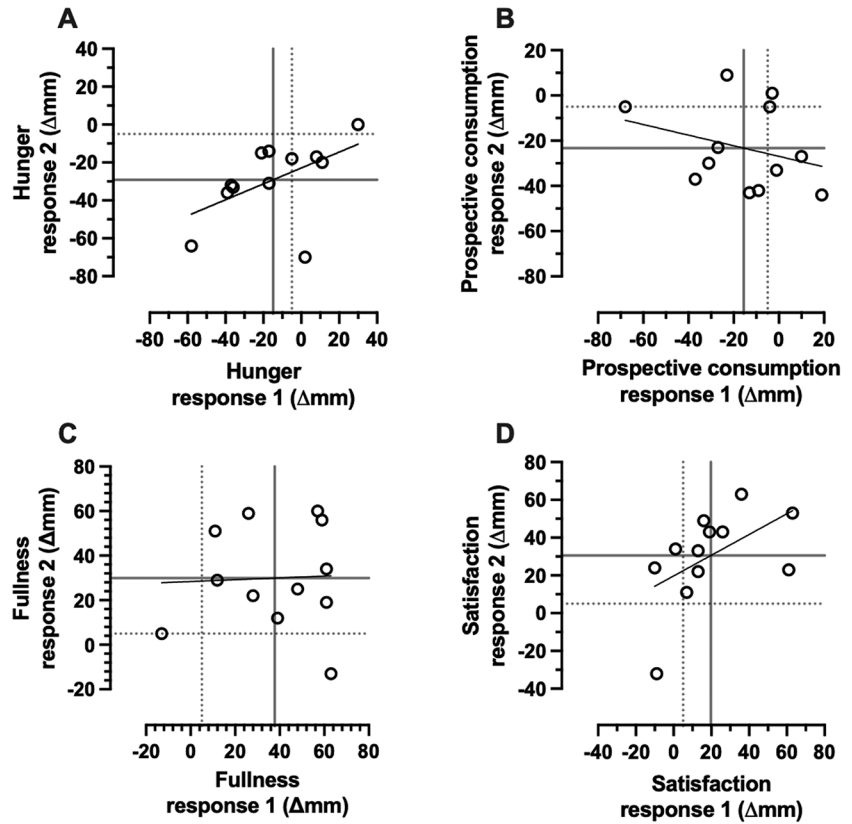 A
Hunger
response 2 (Δmm)
40
20
0
-20
-40
-60
-80
-80 -60 -40 -20 0 20 40
Hunger
response 1 (Δmm)
B
Prospective consumption
response 2 (Δmm)
20
0
-20
-40
-60
-80
-80 -60 -40 -20 0 20
Prospective consumption
response 1 (Δmm)
C
Fullness
response 2 (Δmm)
80
60
40
20
0
-20
-20 0 20 40 60 80
Fullness
response 1 (Δmm)
D
Satisfaction
response 2 (Δmm)
80
60
40
20
0
-20
-40
-40 -20 0 20 40 60 80
Satisfaction
response 1 (Δmm)